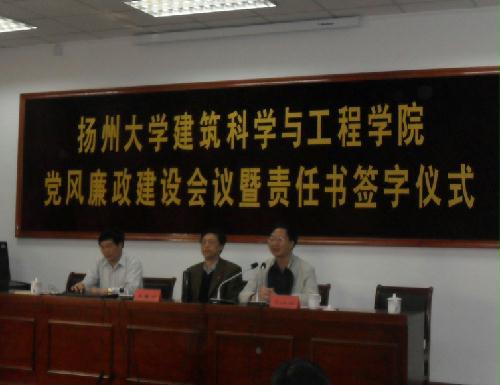 扬州大学建筑科学与工程学院
党风廉政建设会议暨责任书签字仪式